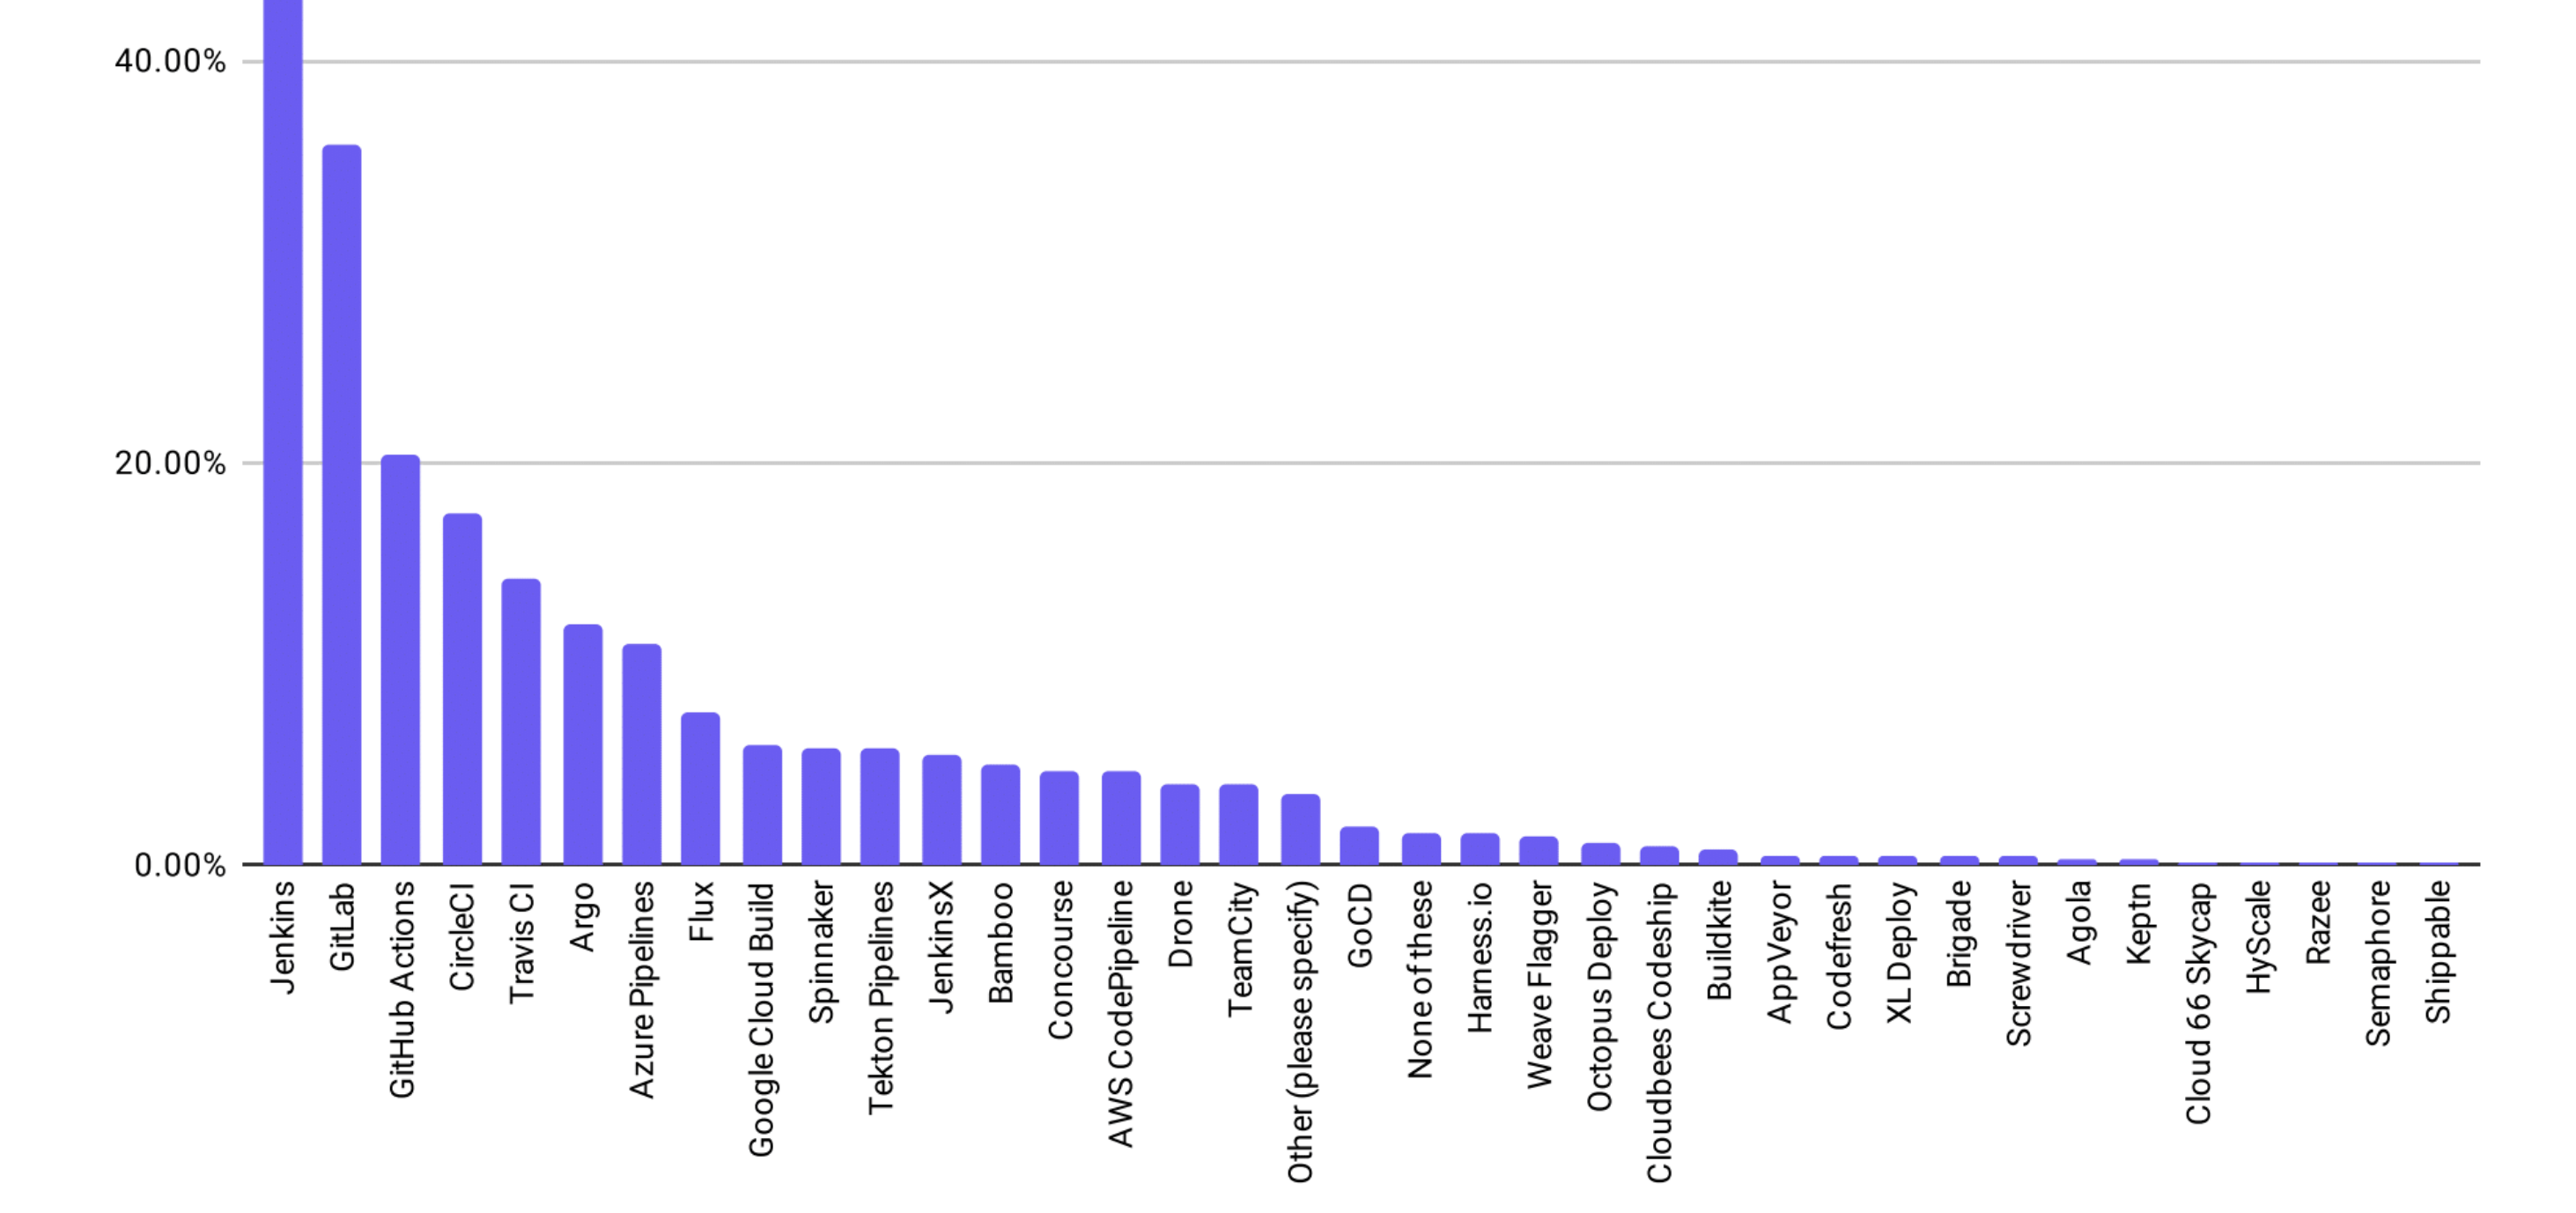 40.00%
20.00%
0.00%
Jenkins
GitLab
GitHub Actions
CircleCI
Travis CI
Argo
Azure Pipelines
Flux
Google Cloud Build
Spinnaker
Tekton Pipelines
JenkinsX
Bamboo
Concourse
AWS CodePipeline
Drone
TeamCity
Other (please specify)
GoCD
None of these
Harness.io
Weave Flagger
Octopus Deploy
Cloudbees Codeship
Buildkite
AppVeyor
Codefresh
XL Deploy
Brigade
Screwdriver
Agola
Keptn
Cloud 66 Skycap
HyScale
Razee
Semaphore
Shippable